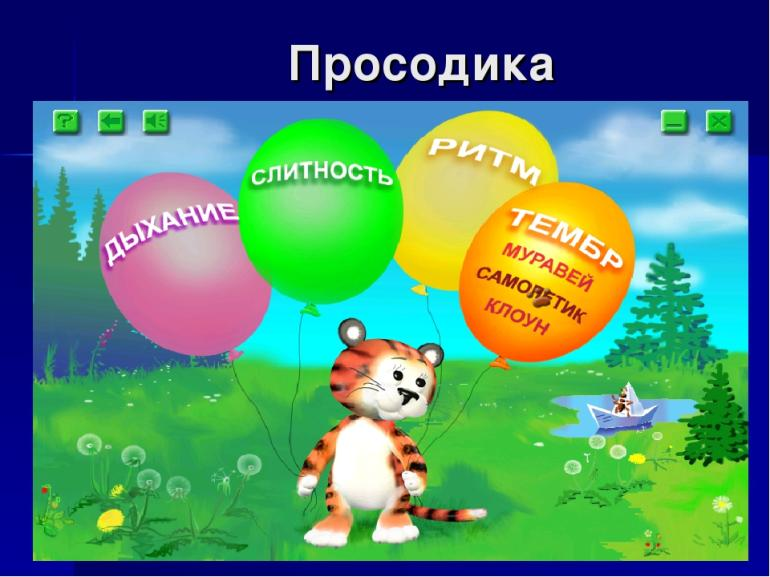 Просодика
ДЫХАНИЕ
СЛИТНОСТЬ
РИТМ
ТЕМБР
МУРАВЕЙ
САМОЛЕТИК
КЛОУН